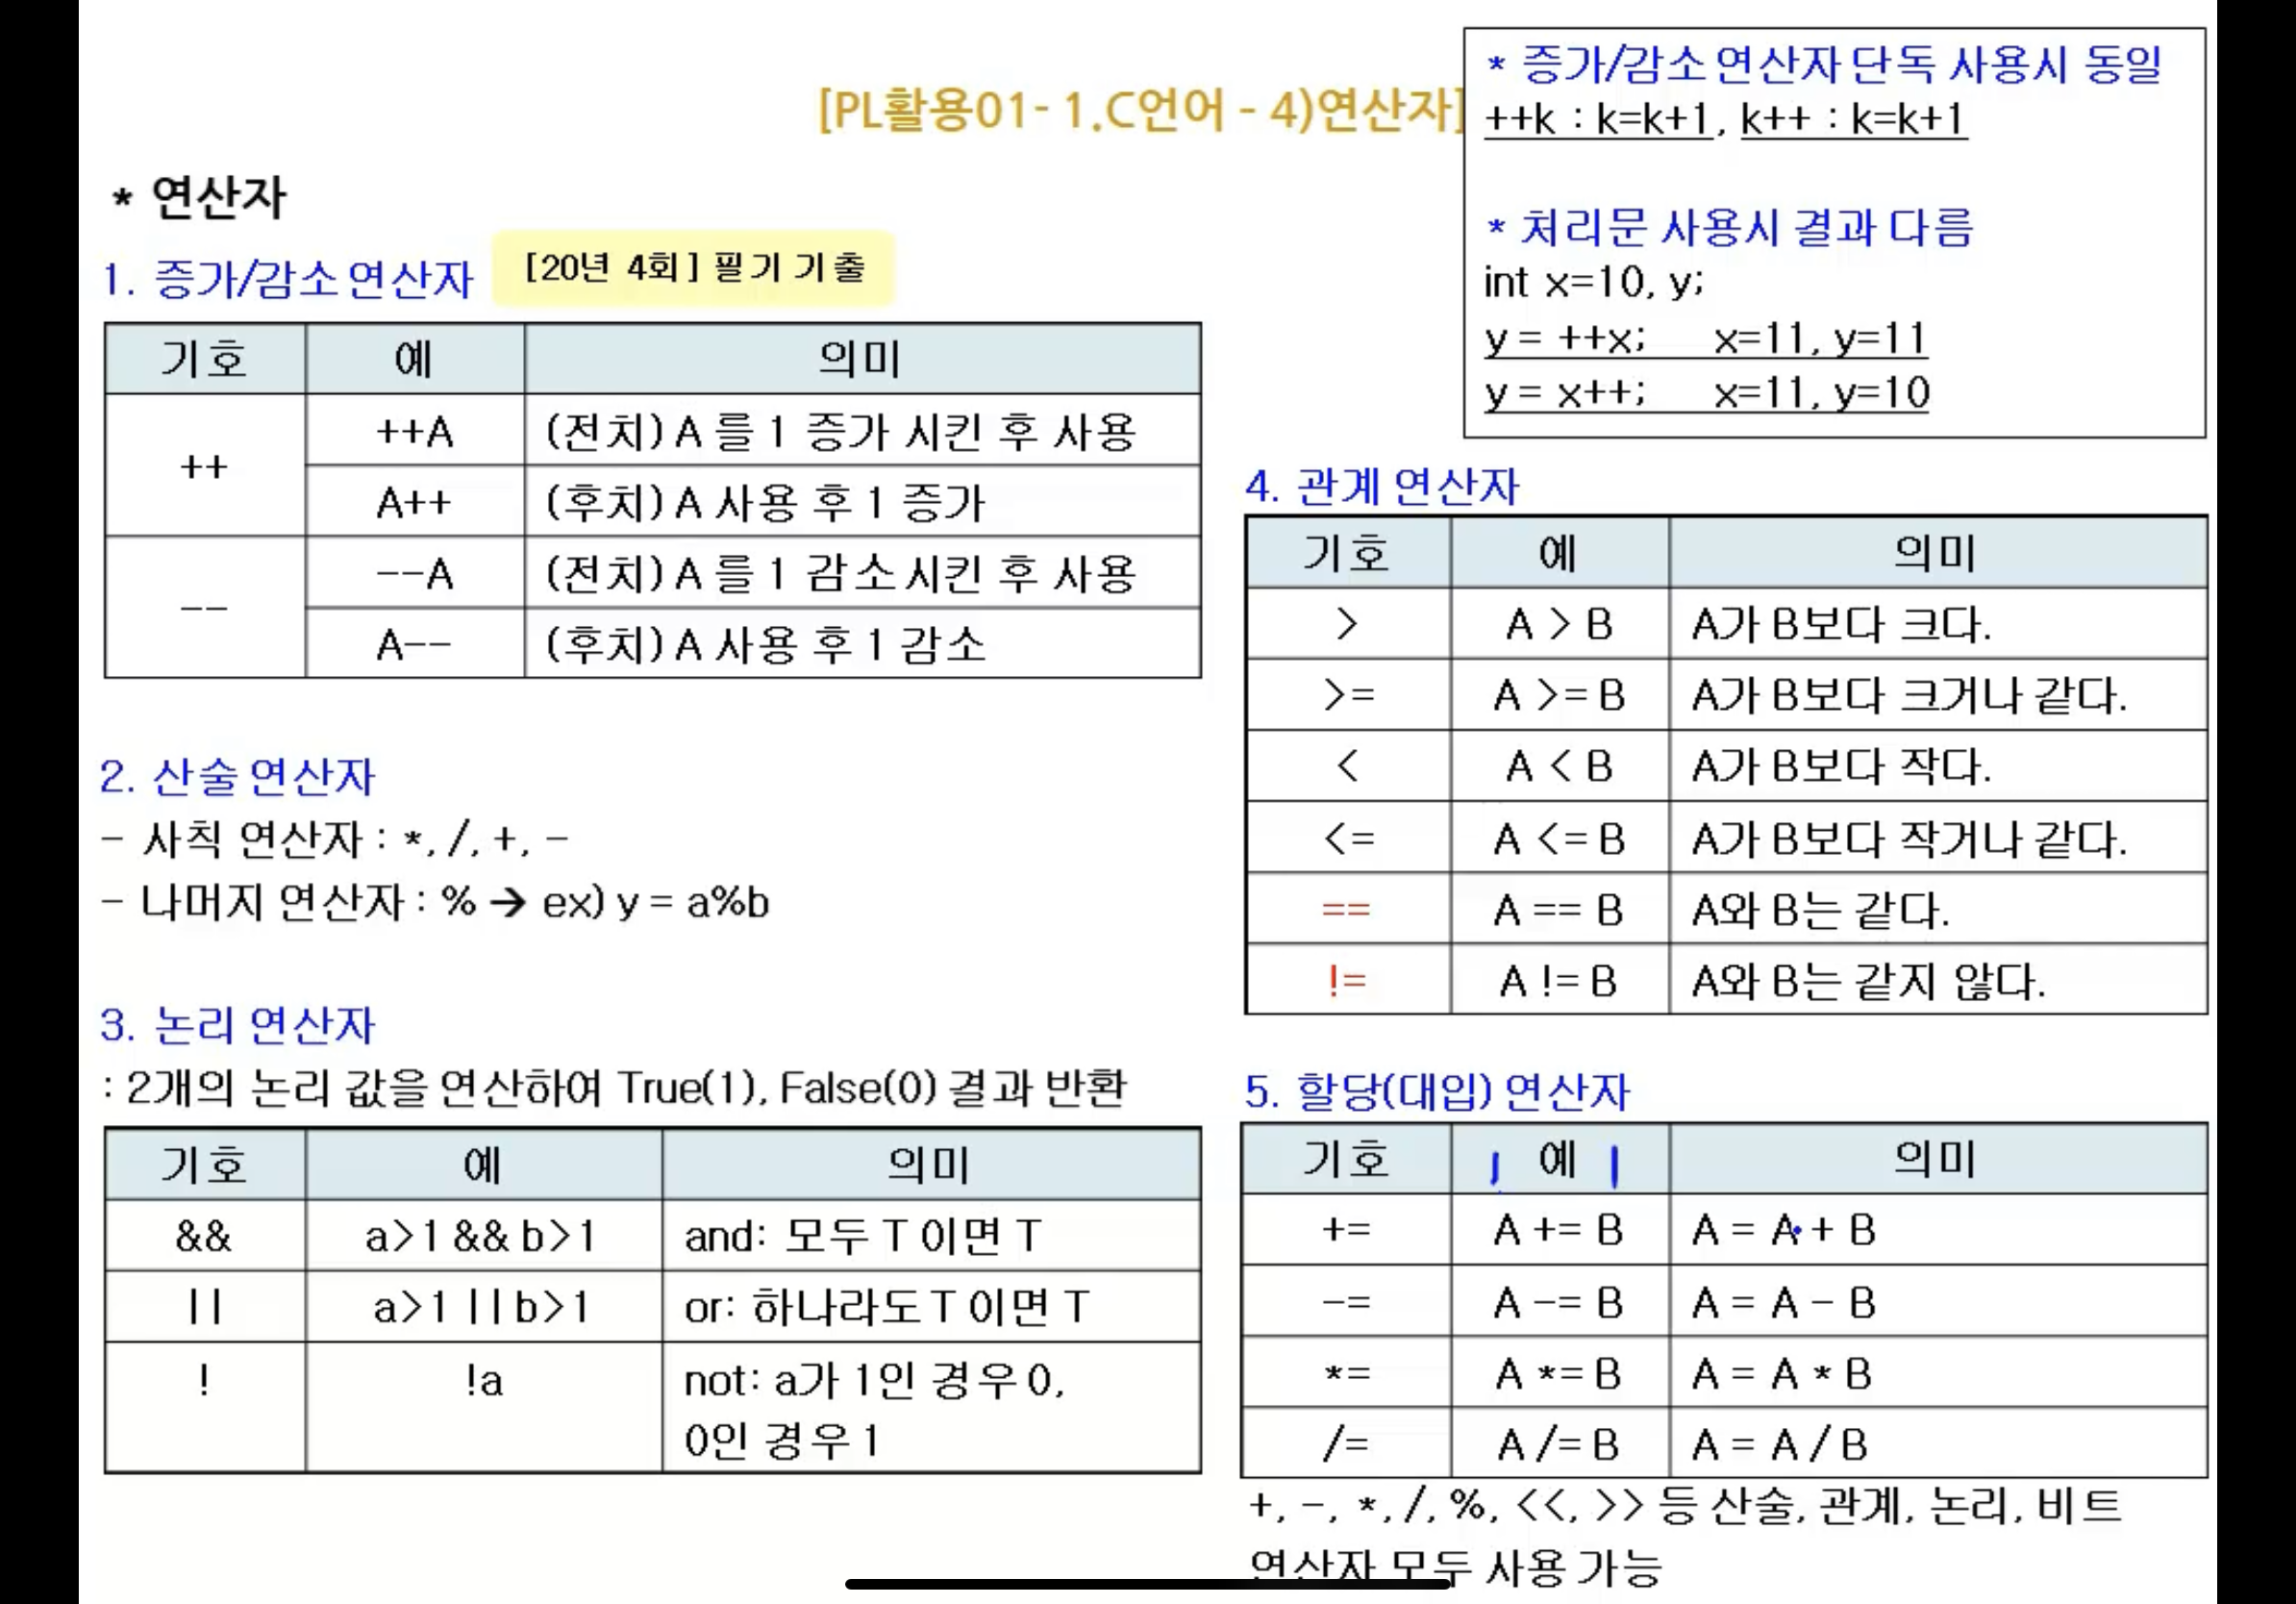 [PL활용01- 1.C언어 - 4)연산자]
* 연산자
1. 증가/감소 연산자
[20년 4회] 필기 기출
기호 예 의미
++ ++A (전치) A 를 1 증가 시킨 후 사용
A++ (후치) A 사용 후 1 증가
-- --A (전치) A 를 1 감소 시킨 후 사용
A-- (후치) A 사용 후 1 감소
2. 산술 연산자
- 사칙 연산자 : *, /, +, -
- 나머지 연산자 : % → ex) y = a%b
3. 논리 연산자
: 2개의 논리 값을 연산하여 True(1), False(0) 결과 반환
기호 예 의미
&& a>1 && b>1 and: 모두 T 이면 T
|| a>1 || b>1 or: 하나라도 T 이면 T
! !a not: a가 1인 경우 0,
0인 경우 1
* 증가/감소 연산자 단독 사용시 동일
++k : k=k+1, k++ : k=k+1
* 처리문 사용시 결과 다름
int x=10, y;
y = ++x; x=11, y=11
y = x++; x=11, y=10
4. 관계 연산자
기호 예 의미
> A > B A가 B보다 크다.
>= A >= B A가 B보다 크거나 같다.
< A < B A가 B보다 작다.
<= A <= B A가 B보다 작거나 같다.
== A == B A와 B는 같다.
!= A != B A와 B는 같지 않다.
5. 할당(대입) 연산자
기호 예 의미
+= A += B A = A + B
-= A -= B A = A - B
*= A *= B A = A * B
/= A /= B A = A / B
+, -, *, /, %, <<, >> 등 산술, 관계, 논리, 비트
연산자 모두 사용 가능